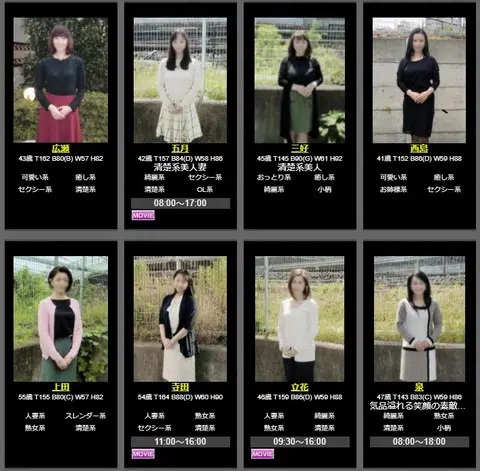 広瀬
43歳 T162 B80(B) W57 H82
可愛い系 癒し系
セクシー系 清楚系
五月
42歳 T157 B84(D) W58 H86
清楚系美人妻
綺麗系 セクシー系
清楚系 OL系
08:00～17:00
MOVIE
三好
45歳 T145 B90(G) W61 H92
清楚系美人
おっとり系 癒し系
綺麗系 小柄
西島
41歳 T152 B86(D) W59 H88
可愛い系 癒し系
お姉様系 セクシー系
上田
55歳 T155 B80(C) W57 H82
人妻系 スレンダー系
熟女系 清楚系
寺田
54歳 T164 B88(D) W60 H90
人妻系 熟女系
セクシー系 清楚系
11:00～16:00
MOVIE
立花
46歳 T159 B86(D) W59 H88
人妻系 綺麗系
熟女系 清楚系
09:30～16:00
MOVIE
泉
47歳 T143 B83(C) W59 H86
気品溢れる笑顔の素敵...
綺麗系 熟女系
清楚系 小柄
08:00～18:00